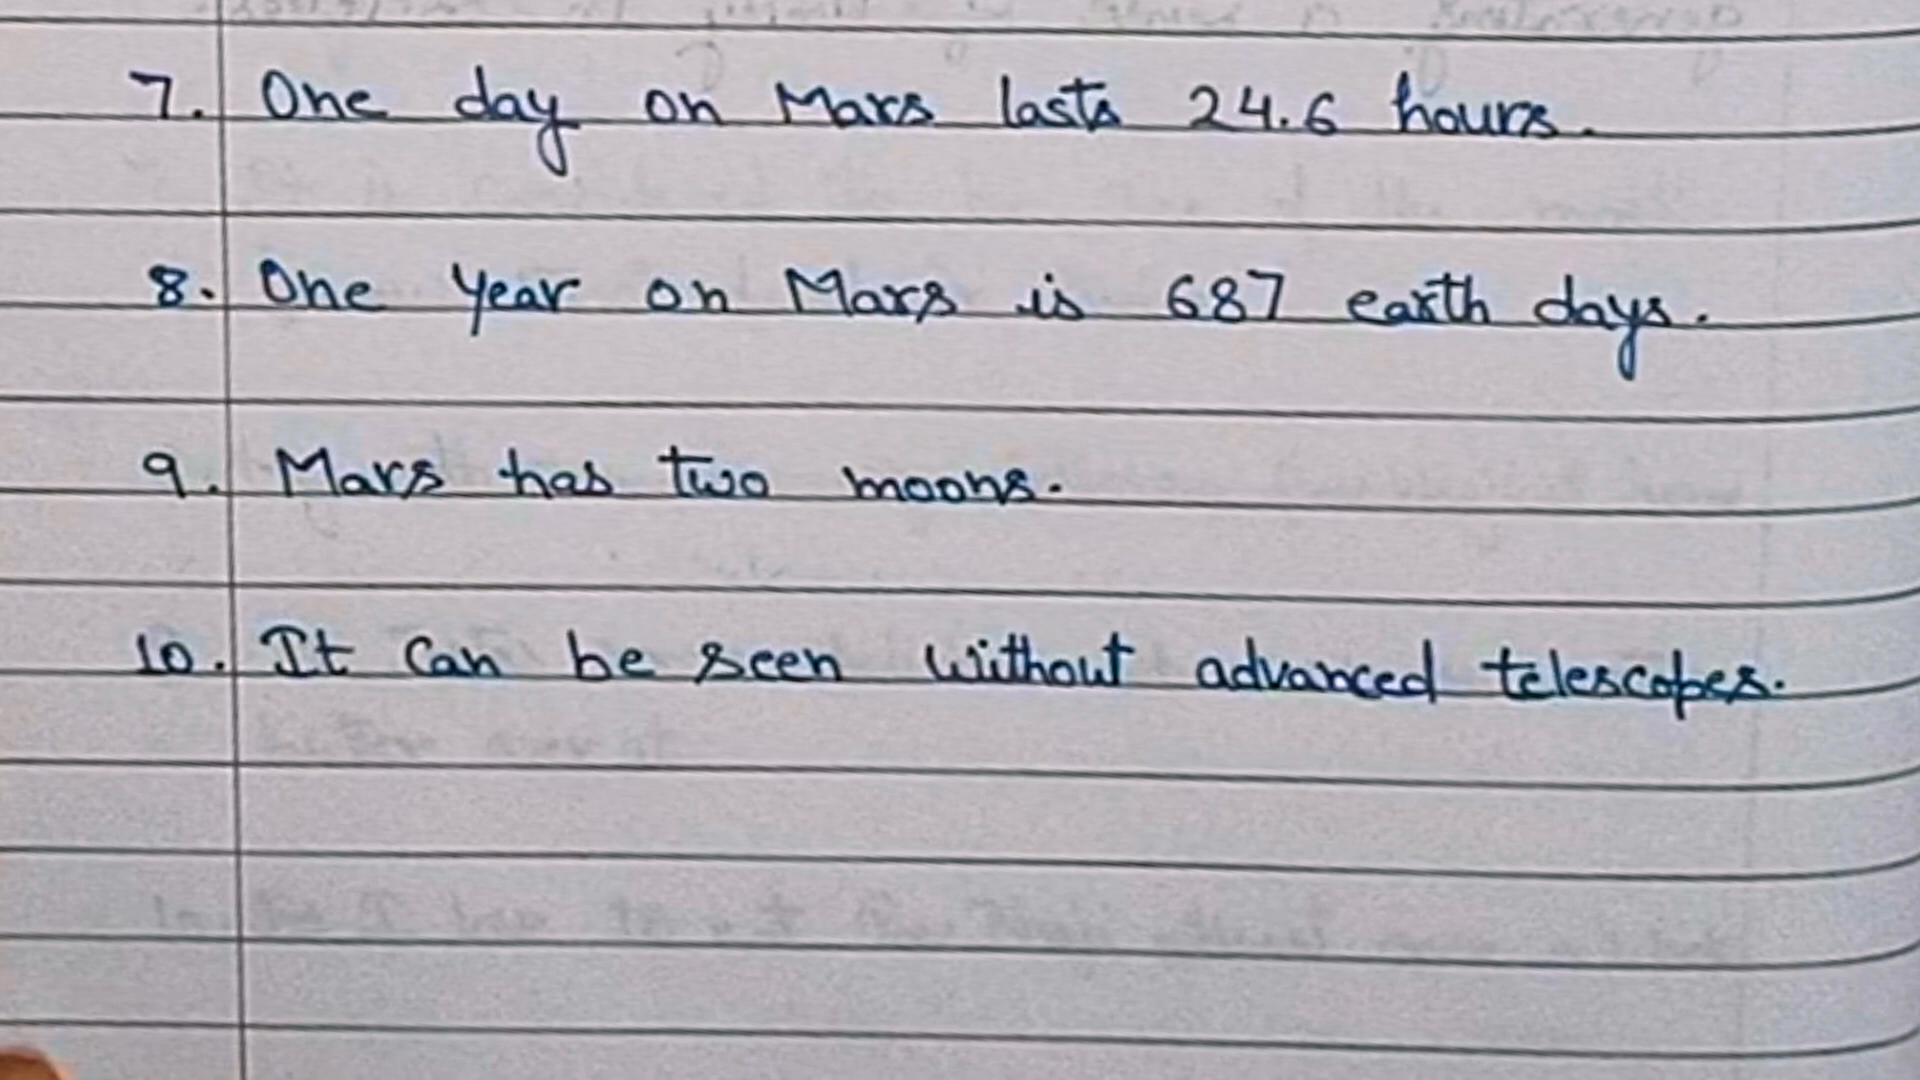 7. One day on Mars lasts 24.6 hours.
8. One year on Mars is 687 earth days.
9. Mars has two moons.
10. It can be seen without advanced telescopes.